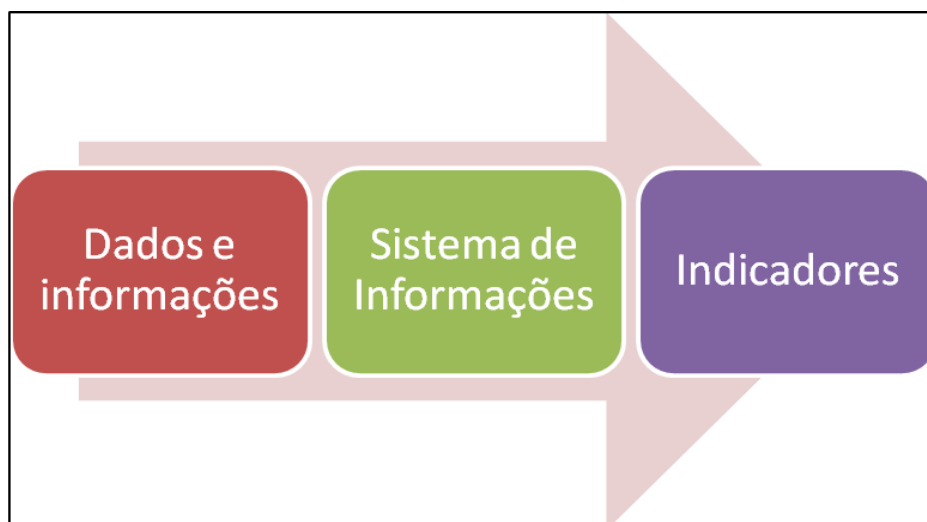 Dados e
informações
Sistema de
Informações
Indicadores